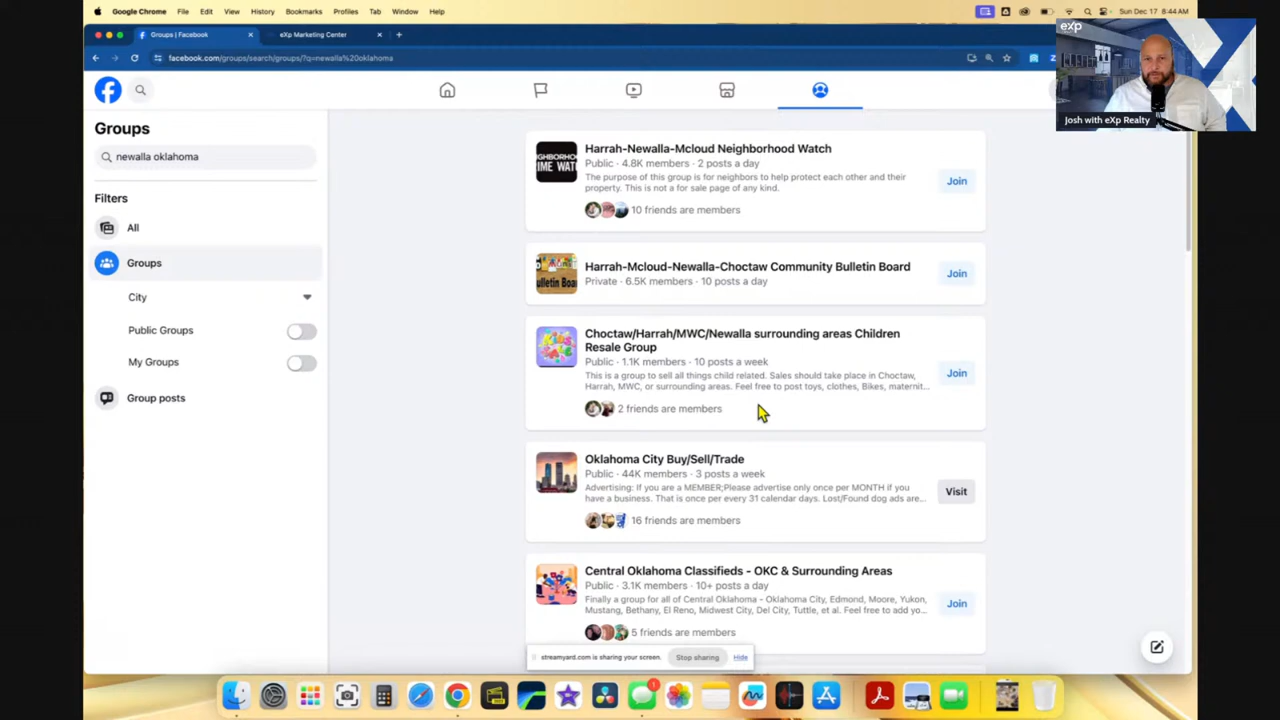 Google Chrome File Edit View History Bookmarks Profiles Tab Window Help
Sun Dec 17 8:44 AM
Groups | Facebook
eXp Marketing Center
facebook.com/groups/search/groups/?q=newalla%20oklahoma
eXp
REALTY
Josh with eXp Realty
Groups
newalla oklahoma
Filters
All
Groups
City
Public Groups
My Groups
Group posts
Harrah-Newalla-Mcloud Neighborhood Watch
Public · 4.8K members · 2 posts a day
The purpose of this group is for neighbors to help protect each other and their
property. This is not a for sale page of any kind.
10 friends are members
Join
Harrah-Mcloud-Newalla-Choctaw Community Bulletin Board
Private · 6.5K members · 10 posts a day
Join
Choctaw/Harrah/MWC/Newalla surrounding areas Children
Resale Group
Public · 1.1K members · 10 posts a week
This is a group to sell all things child related. Sales should take place in Choctaw,
Harrah, MWC, or surrounding areas. Feel free to post toys, clothes, Bikes, maternit...
2 friends are members
Join
Oklahoma City Buy/Sell/Trade
Public · 44K members · 3 posts a week
Advertising: If you are a MEMBER;Please advertise only once per MONTH if you
have a business. That is once per every 31 calendar days. Lost/Found dog ads are...
16 friends are members
Visit
Central Oklahoma Classifieds - OKC & Surrounding Areas
Public · 3.1K members · 10+ posts a day
Finally a group for all of Central Oklahoma - Oklahoma City, Edmond, Moore, Yukon,
Mustang, Bethany, El Reno, Midwest City, Del City, Tuttle, et al. Feel free to add yo...
5 friends are members
Join
streamyard.com is sharing your screen.
Stop sharing
Hide